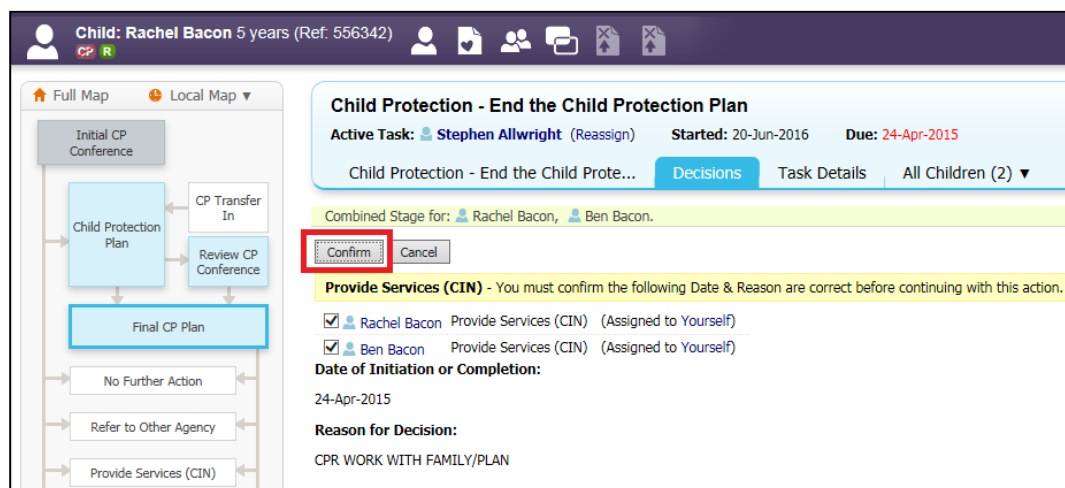 Child: Rachel Bacon 5 years (Ref: 556342)
CP R
Full Map Local Map ▼
Initial CP
Conference
Child Protection
Plan
CP Transfer
In
Review CP
Conference
Final CP Plan
No Further Action
Refer to Other Agency
Provide Services (CIN)
Child Protection - End the Child Protection Plan
Active Task: Stephen Allwright (Reassign) Started: 20-Jun-2016 Due: 24-Apr-2015
Child Protection - End the Child Prote... Decisions Task Details All Children (2) ▼
Combined Stage for: Rachel Bacon, Ben Bacon.
Confirm Cancel
Provide Services (CIN) - You must confirm the following Date & Reason are correct before continuing with this action.
Rachel Bacon Provide Services (CIN) (Assigned to Yourself)
Ben Bacon Provide Services (CIN) (Assigned to Yourself)
Date of Initiation or Completion:
24-Apr-2015
Reason for Decision:
CPR WORK WITH FAMILY/PLAN